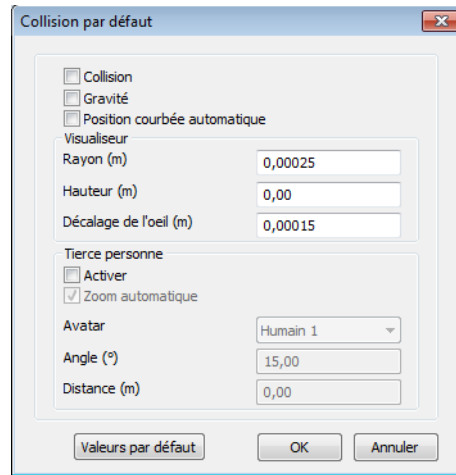 Collision par défaut
Collision
Gravité
Position courbée automatique
Visualiseur
Rayon (m) 0,00025
Hauteur (m) 0,00
Décalage de l'oeil (m) 0,00015
Tierce personne
Activer
Zoom automatique
Avatar Humain 1
Angle (°) 15,00
Distance (m) 0,00
Valeurs par défaut OK Annuler